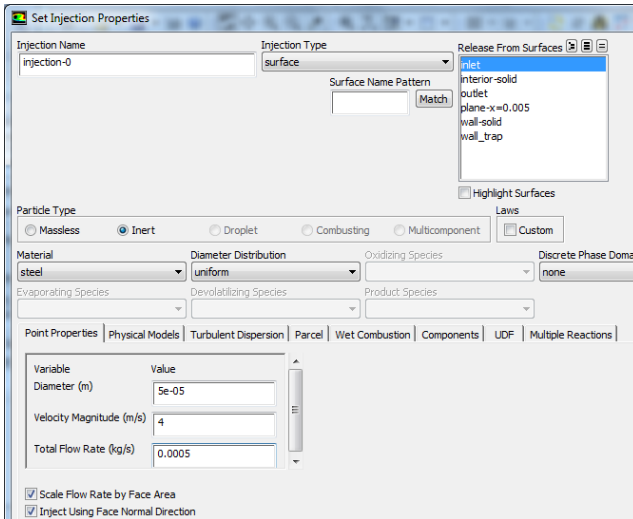 Set Injection Properties
Injection Name
Injection Type
Release From Surfaces
injection-0
surface
inlet
interior-solid
outlet
plane-x=0.005
wall-solid
wall_trap
Surface Name Pattern
Match
Highlight Surfaces
Particle Type
Laws
Massless
Inert
Droplet
Combusting
Multicomponent
Custom
Material
Diameter Distribution
Oxidizing Species
Discrete Phase Doma
steel
uniform
none
Evaporating Species
Devolatilizing Species
Product Species
Point Properties Physical Models Turbulent Dispersion Parcel Wet Combustion Components UDF Multiple Reactions
Variable Value
Diameter (m) 5e-05
Velocity Magnitude (m/s) 4
Total Flow Rate (kg/s) 0.0005
Scale Flow Rate by Face Area
Inject Using Face Normal Direction